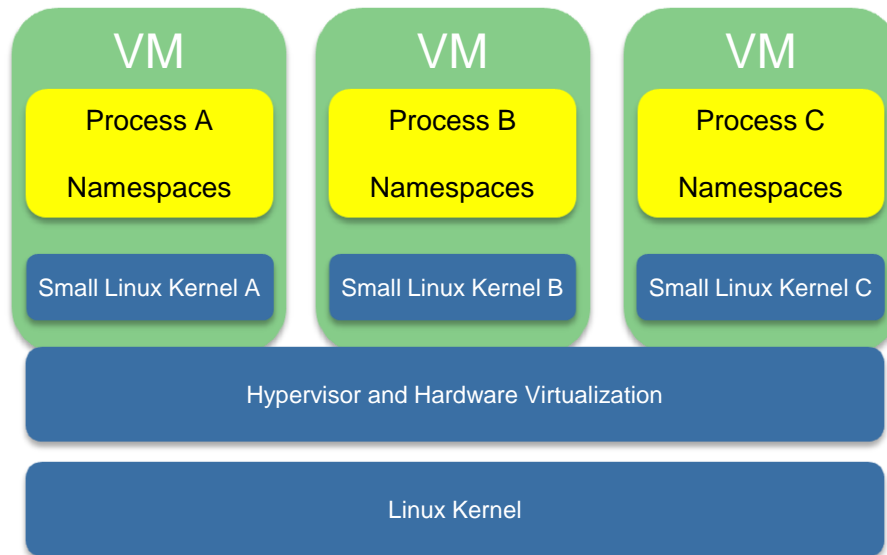 VM
VM
VM
Process A
Process B
Process C
Namespaces
Namespaces
Namespaces
Small Linux Kernel A
Small Linux Kernel B
Small Linux Kernel C
Hypervisor and Hardware Virtualization
Linux Kernel